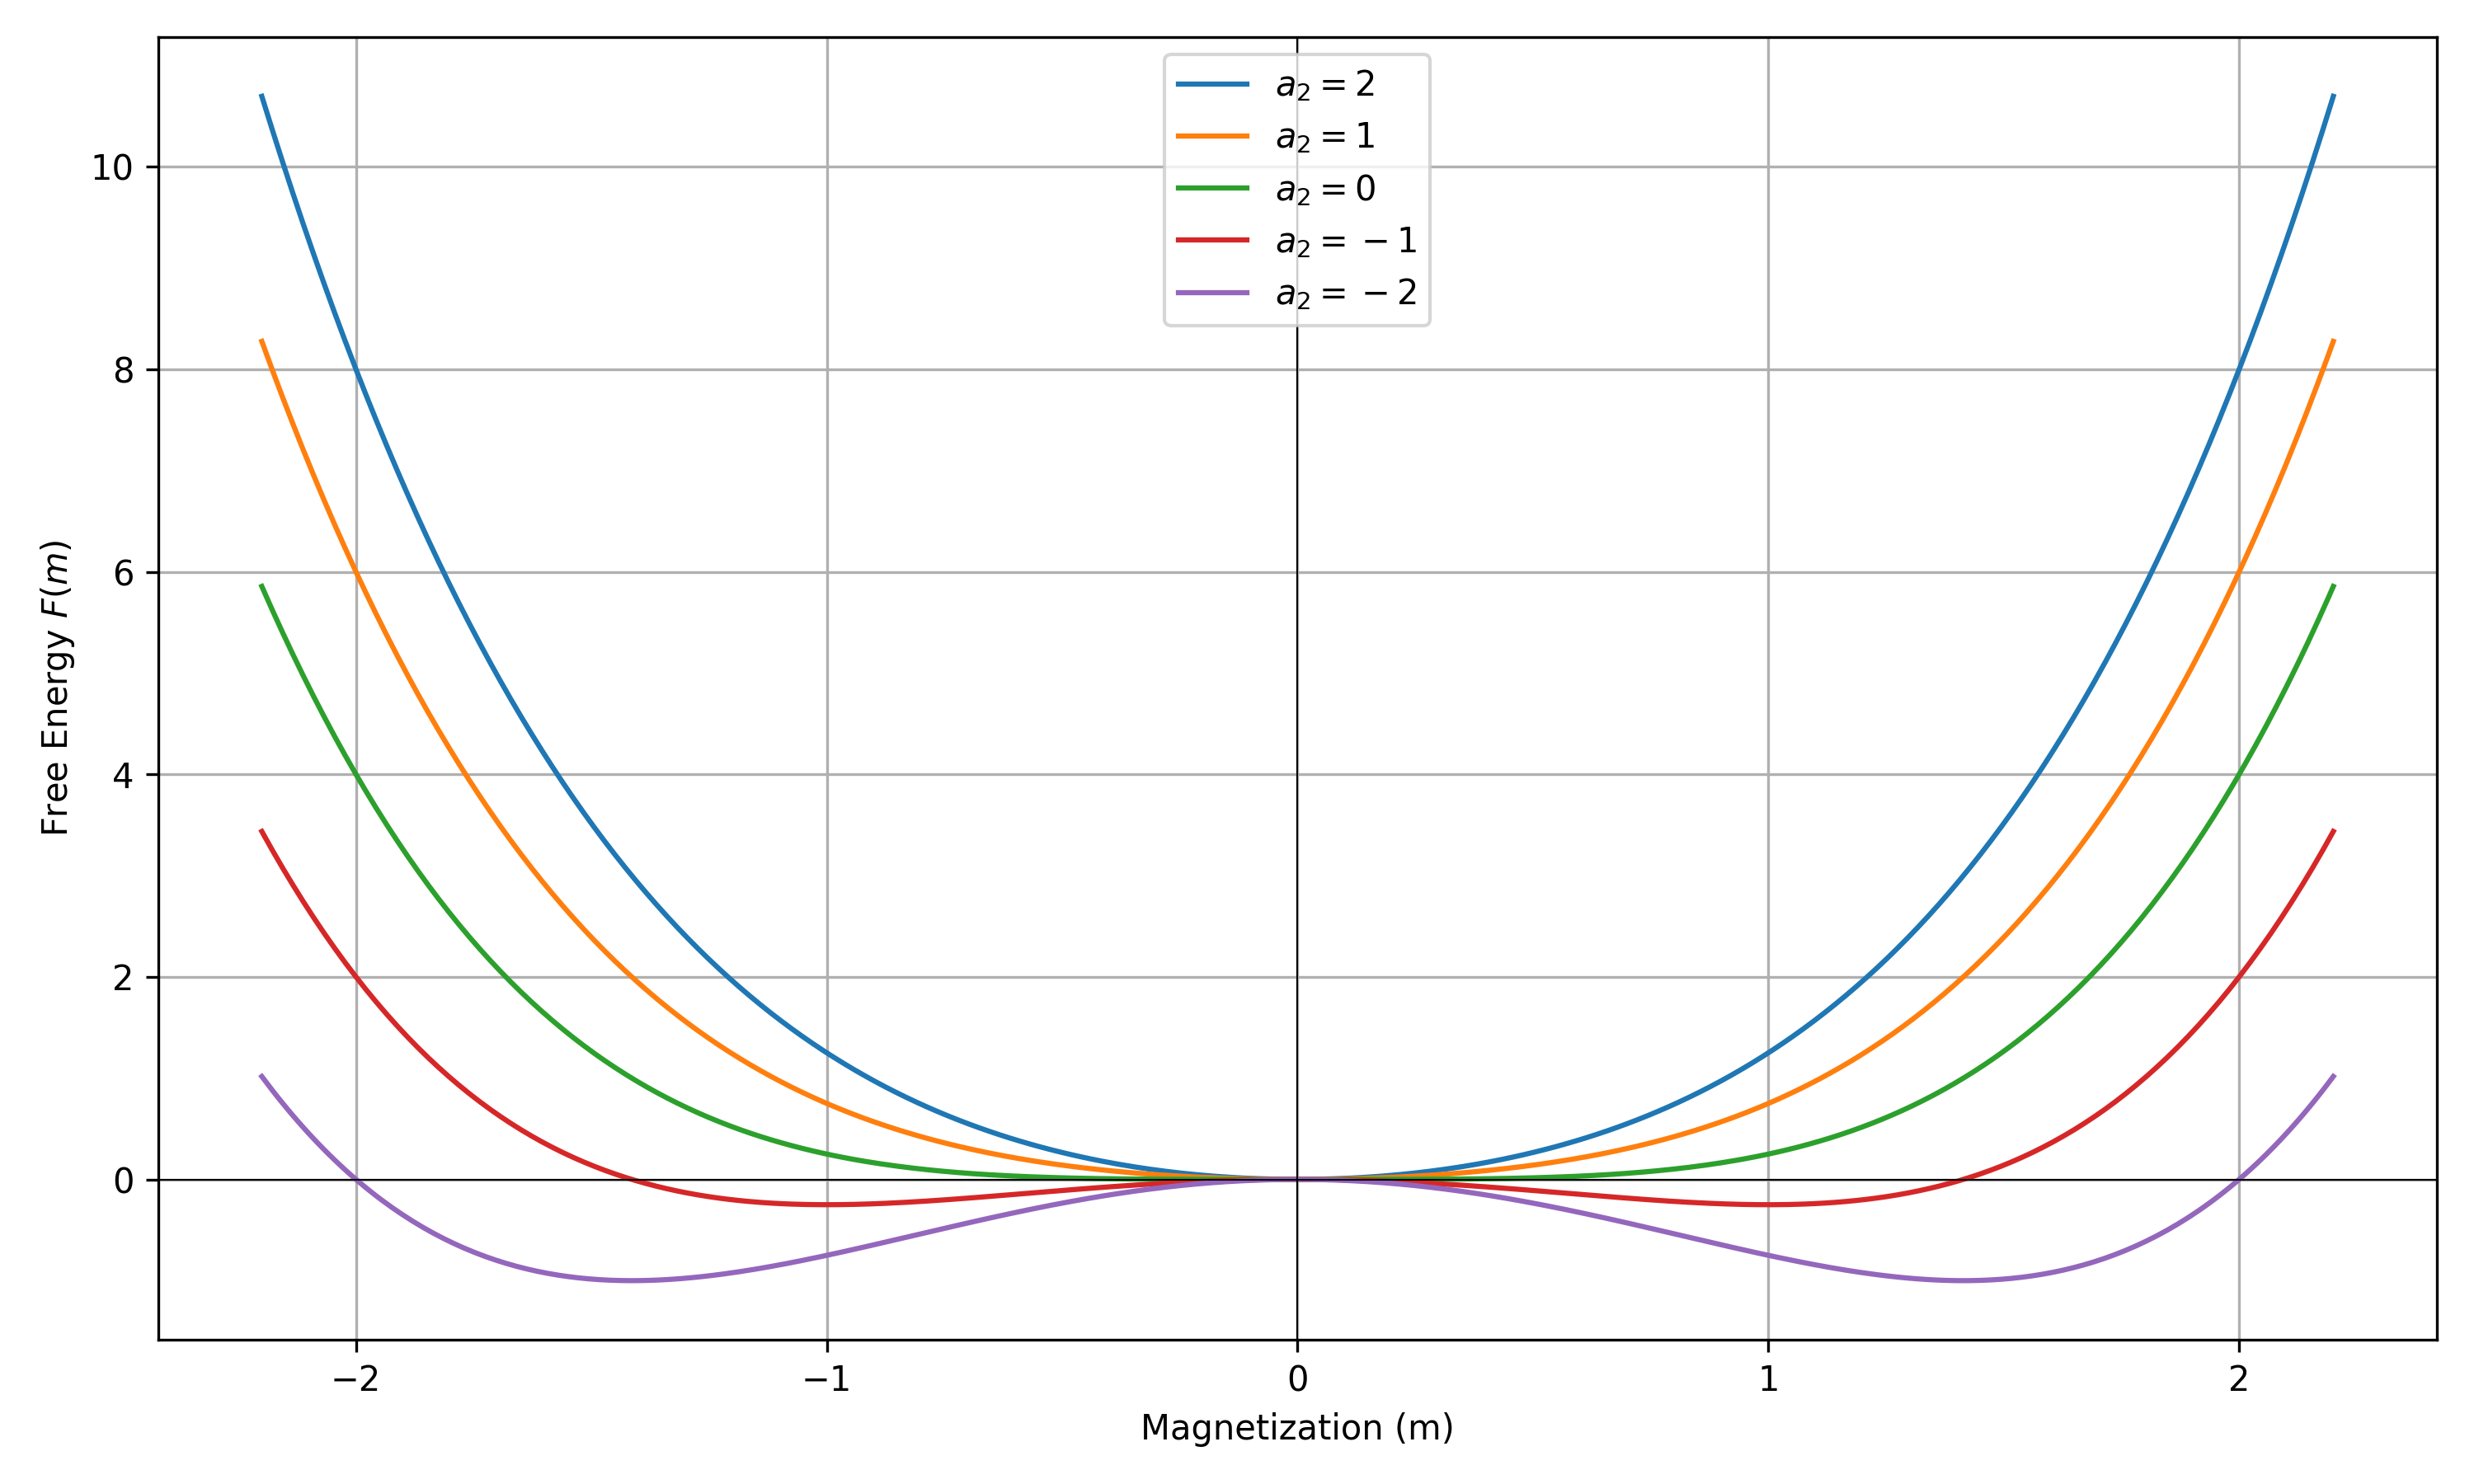 a₂ = 2
a₂ = 1
a₂ = 0
a₂ = −1
a₂ = −2
10
8
6
4
2
0
Free Energy F(m)
−2 −1 0 1 2
Magnetization (m)